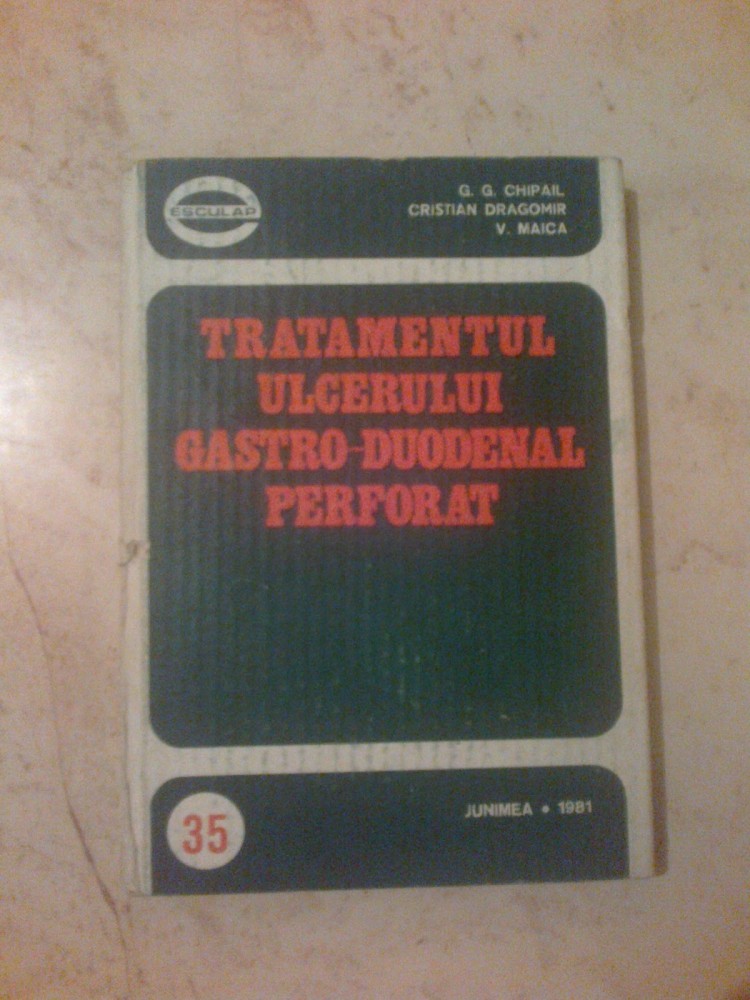 ESCULAP
G. G. CHIPAIL
CRISTIAN DRAGOMIR
V. MAICA
TRATAMENTUL
ULCERULUI
GASTRO-DUODENAL
PERFORAT
35
JUNIMEA • 1981